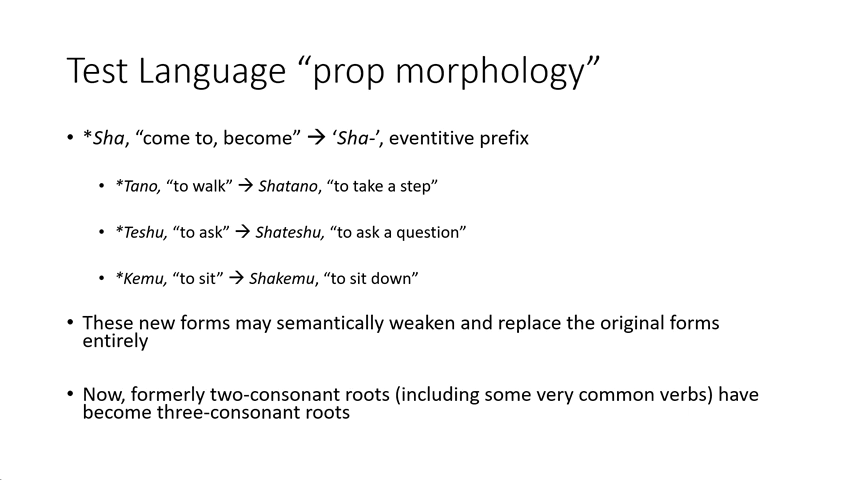 Test Language “prop morphology”
• *Sha, “come to, become” → ‘Sha-’, eventitive prefix
• *Tano, “to walk” → Shatano, “to take a step”
• *Teshu, “to ask” → Shateshu, “to ask a question”
• *Kemu, “to sit” → Shakemu, “to sit down”
• These new forms may semantically weaken and replace the original forms
entirely
• Now, formerly two-consonant roots (including some very common verbs) have
become three-consonant roots